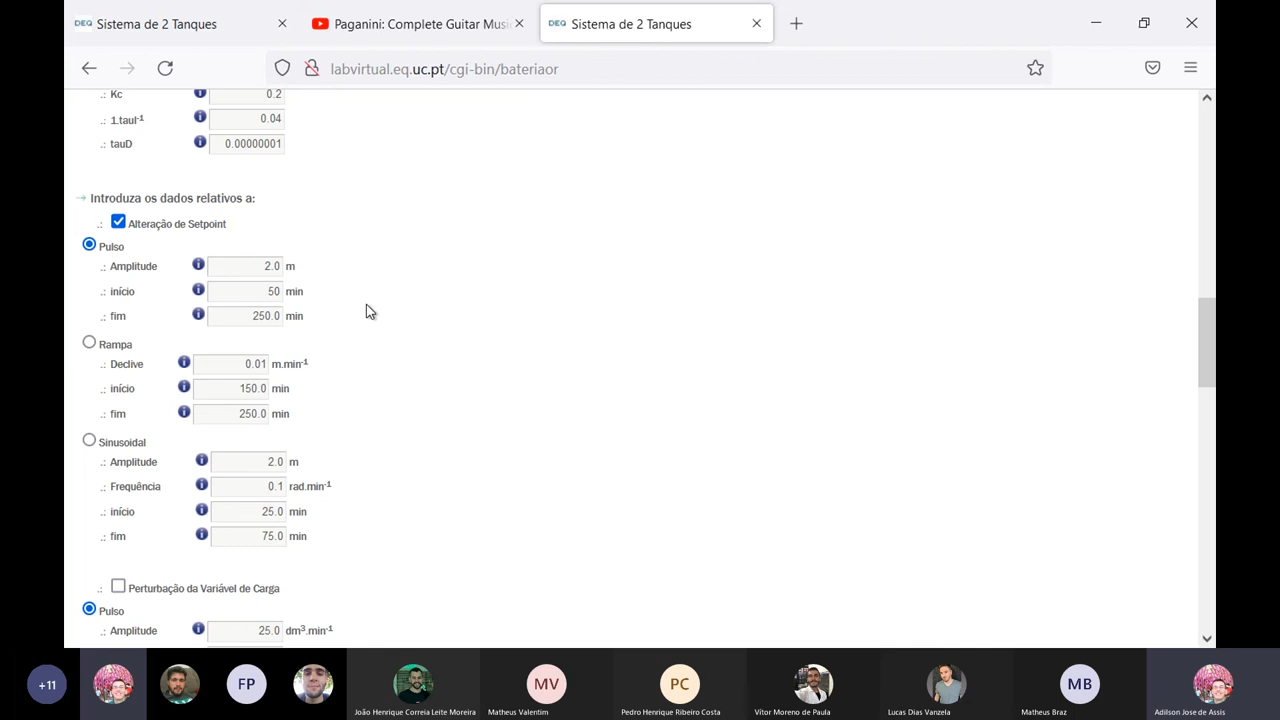 DEQ Sistema de 2 Tanques
Paganini: Complete Guitar Musi
DEQ Sistema de 2 Tanques
labvirtual.eq.uc.pt/cgi-bin/bateriaor
.: Kc 0.2
.: 1.tauI-1 0.04
.: tauD 0.00000001
Introduza os dados relativos a:
.: Alteração de Setpoint
Pulso
.: Amplitude 2.0 m
.: início 50 min
.: fim 250.0 min
Rampa
.: Declive 0.01 m.min-1
.: início 150.0 min
.: fim 250.0 min
Sinusoidal
.: Amplitude 2.0 m
.: Frequência 0.1 rad.min-1
.: início 25.0 min
.: fim 75.0 min
.: Perturbação da Variável de Carga
Pulso
.: Amplitude 25.0 dm3.min-1
+11
FP
MV
PC
MB
João Henrique Correia Leite Moreira
Matheus Valentim
Pedro Henrique Ribeiro Costa
Vítor Moreno de Paula
Lucas Dias Vanzela
Matheus Braz
Adilson Jose de Assis